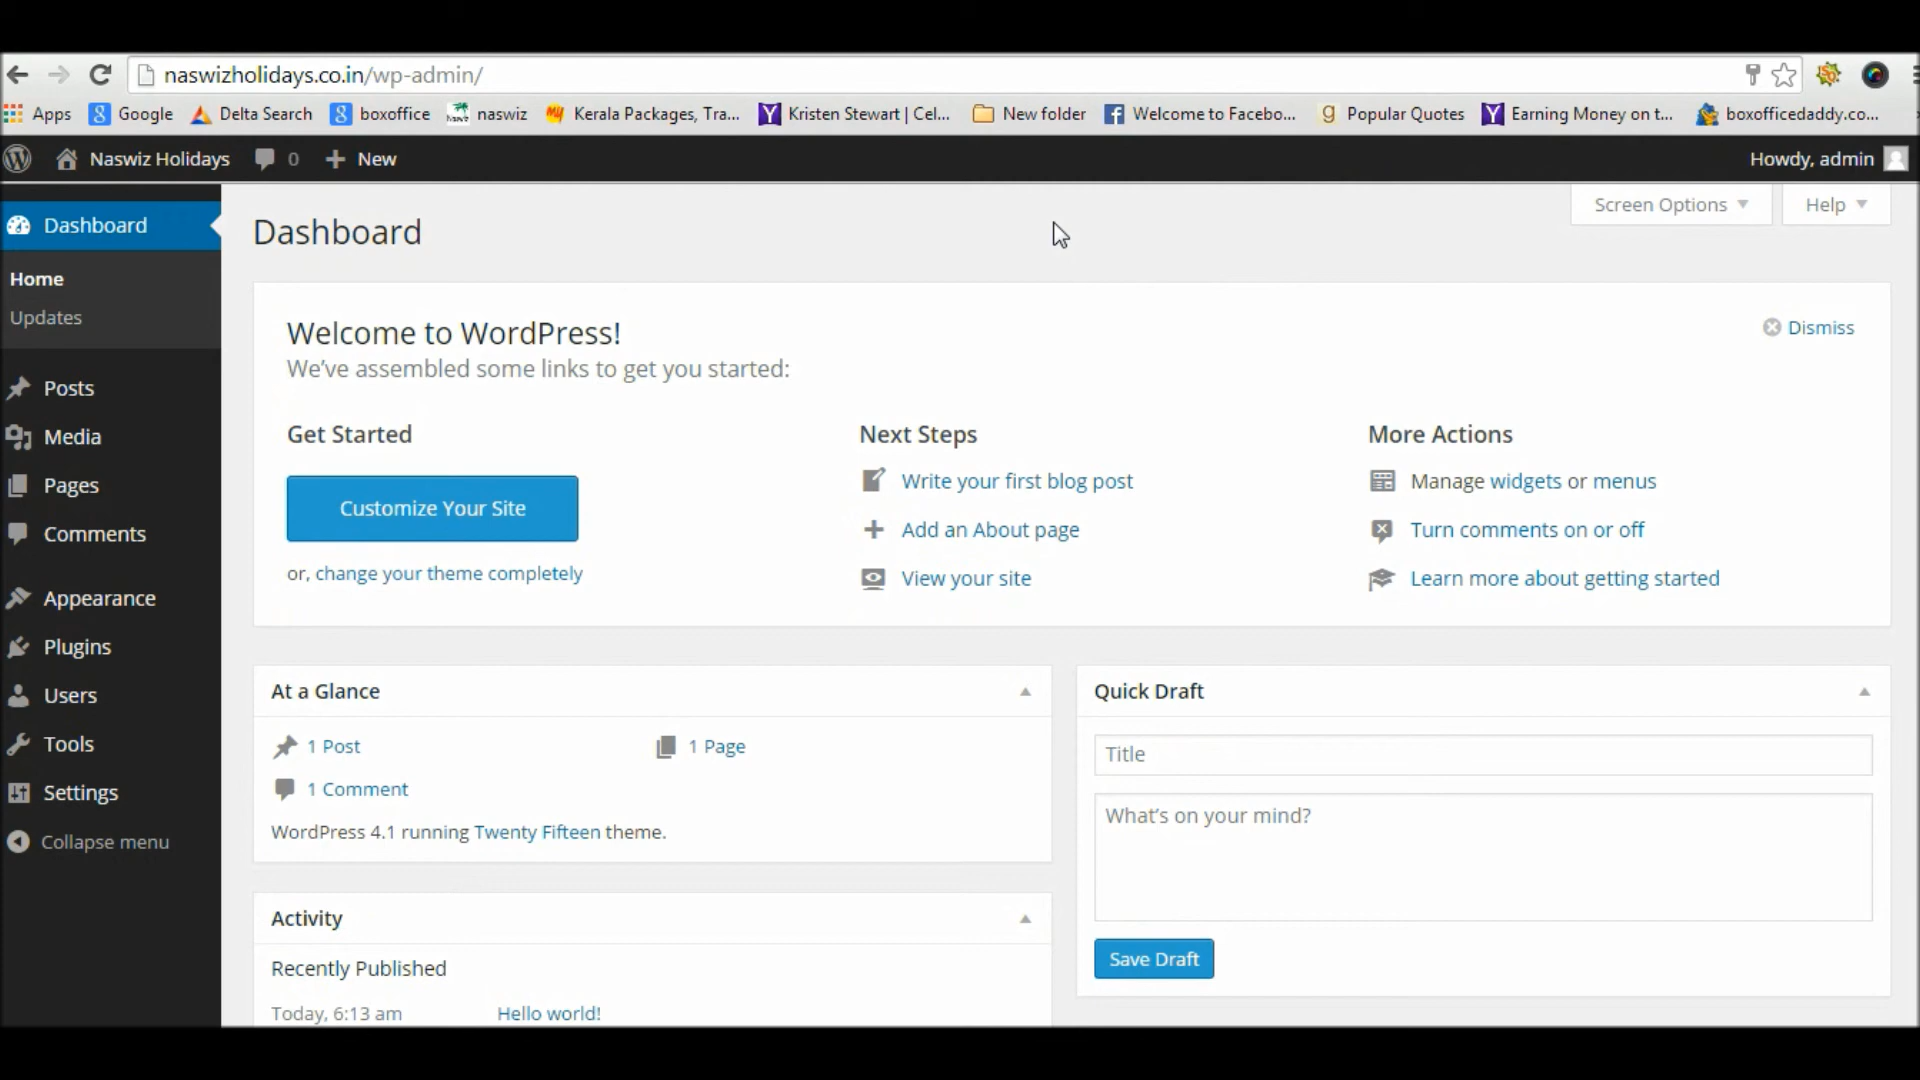 naswizholidays.co.in/wp-admin/
Apps Google Delta Search boxoffice naswiz Kerala Packages, Tra... Kristen Stewart | Cel... New folder Welcome to Facebo... Popular Quotes Earning Money on t... boxofficedaddy.co...
Naswiz Holidays 0 New Howdy, admin
Screen Options Help
Dashboard
Home
Updates
Posts
Media
Pages
Comments
Appearance
Plugins
Users
Tools
Settings
Collapse menu
Dashboard
Welcome to WordPress!
Dismiss
We've assembled some links to get you started:
Get Started
Customize Your Site
or, change your theme completely
Next Steps
Write your first blog post
Add an About page
View your site
More Actions
Manage widgets or menus
Turn comments on or off
Learn more about getting started
At a Glance
1 Post 1 Page
1 Comment
WordPress 4.1 running Twenty Fifteen theme.
Activity
Recently Published
Today, 6:13 am Hello world!
Quick Draft
Title
What's on your mind?
Save Draft